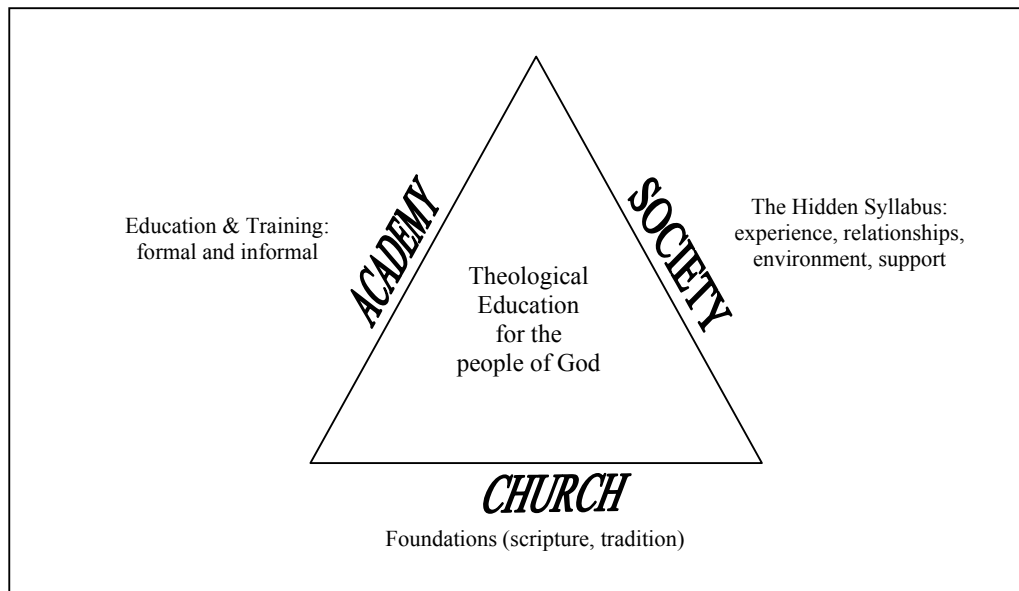 Education & Training:
formal and informal
ACADEMY
Theological
Education
for the
people of God
SOCIETY
The Hidden Syllabus:
experience, relationships,
environment, support
CHURCH
Foundations (scripture, tradition)